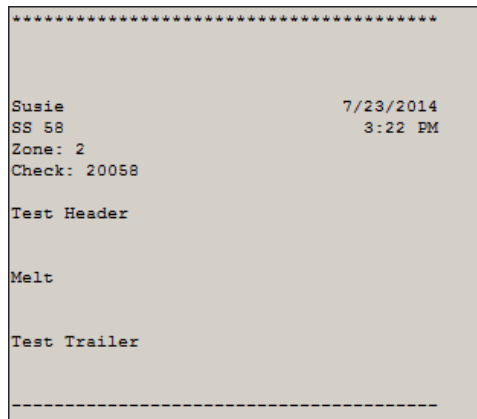 ****************************************
Susie 7/23/2014
SS 58 3:22 PM
Zone: 2
Check: 20058
Test Header
Melt
Test Trailer
----------------------------------------